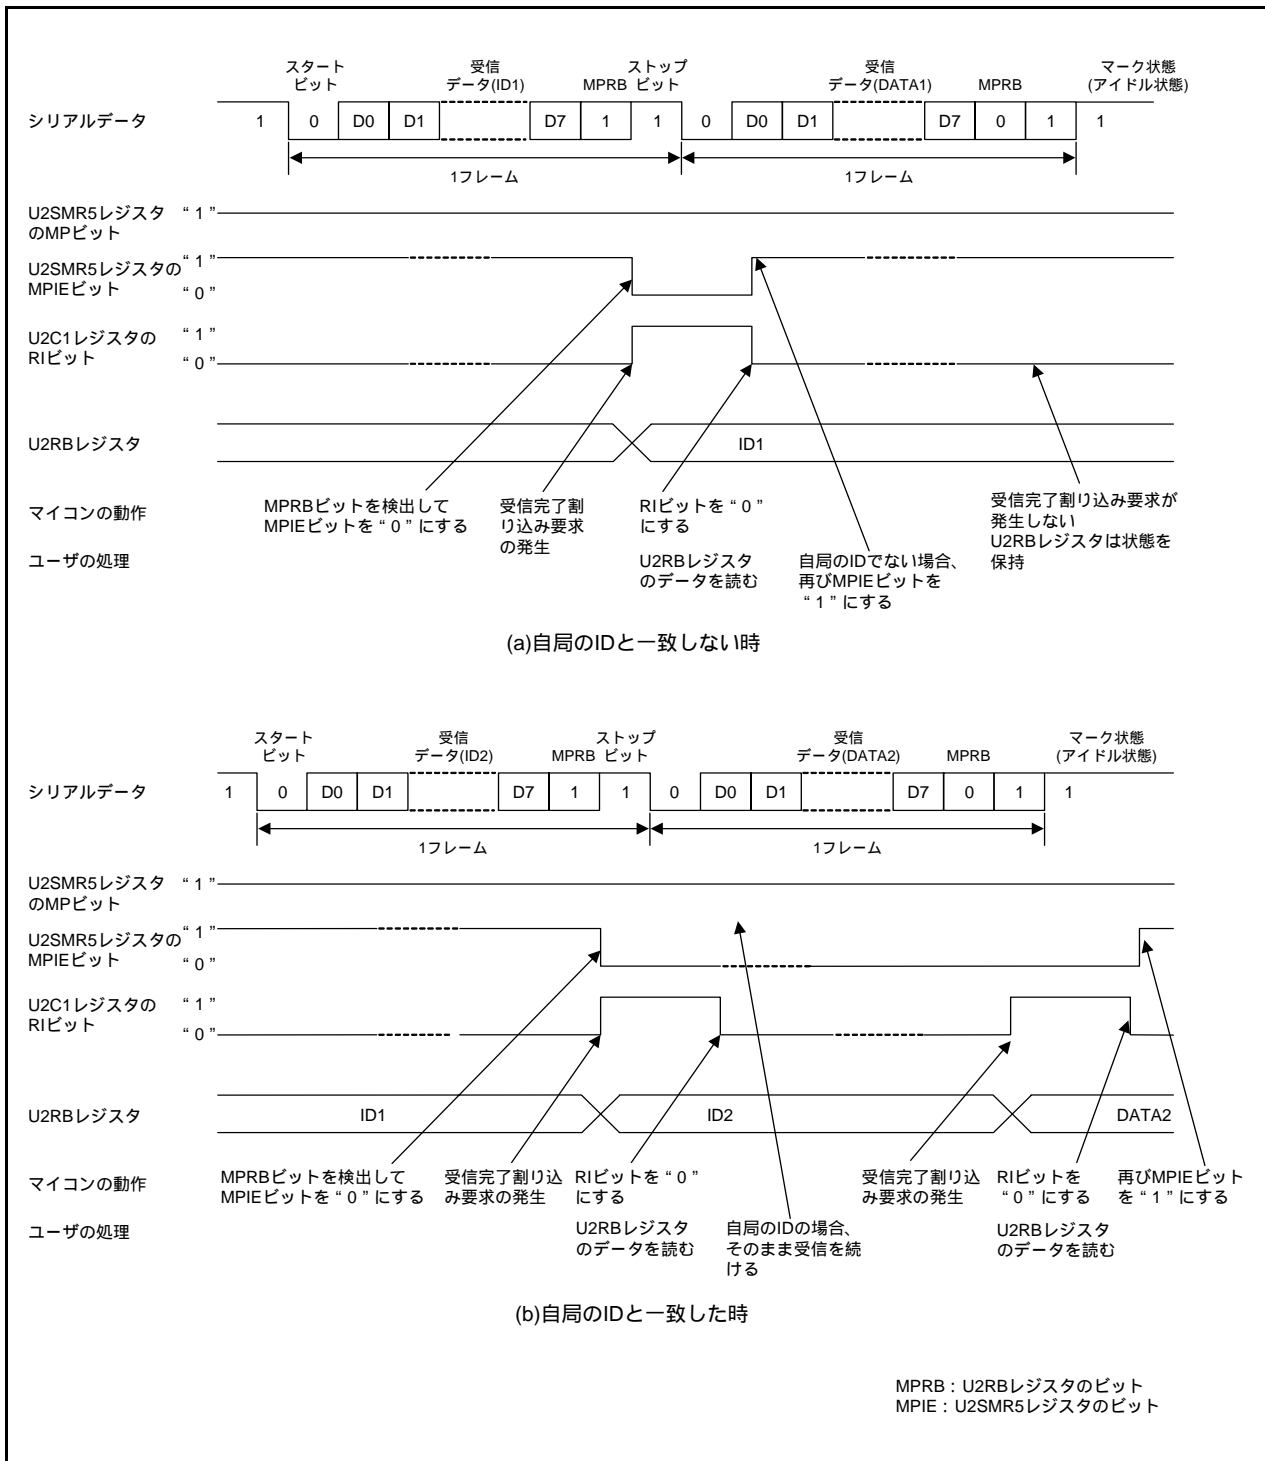 スタート
ビット
受信
データ(ID1)
MPRB
ストップ
ビット
受信
データ(DATA1)
MPRB
マーク状態
(アイドル状態)
シリアルデータ
1 0 D0 D1 D7 1 1 0 D0 D1 D7 0 1 1
1フレーム 1フレーム
U2SMR5レジスタ
のMPビット
“1”
U2SMR5レジスタの
MPIEビット
“1”
“0”
U2C1レジスタの
RIビット
“1”
“0”
U2RBレジスタ
ID1
マイコンの動作
ユーザの処理
MPRBビットを検出して
MPIEビットを“0”にする
受信完了割
り込み要求
の発生
RIビットを“0”
にする
U2RBレジスタ
のデータを読む
自局のIDでない場合、
再びMPIEビットを
“1”にする
受信完了割り込み要求が
発生しない
U2RBレジスタは状態を
保持
(a)自局のIDと一致しない時
スタート
ビット
受信
データ(ID2)
MPRB
ストップ
ビット
受信
データ(DATA2)
MPRB
マーク状態
(アイドル状態)
シリアルデータ
1 0 D0 D1 D7 1 1 0 D0 D1 D7 0 1 1
1フレーム 1フレーム
U2SMR5レジスタ
のMPビット
“1”
U2SMR5レジスタの
MPIEビット
“1”
“0”
U2C1レジスタの
RIビット
“1”
“0”
U2RBレジスタ
ID1 ID2 DATA2
マイコンの動作
ユーザの処理
MPRBビットを検出して
MPIEビットを“0”にする
受信完了割り込
み要求の発生
RIビットを“0”
にする
U2RBレジスタ
のデータを読む
自局のIDの場合、
そのまま受信を続
ける
受信完了割り込
み要求の発生
RIビットを
“0”にする
U2RBレジスタ
のデータを読む
再びMPIEビット
を“1”にする
(b)自局のIDと一致した時
MPRB：U2RBレジスタのビット
MPIE：U2SMR5レジスタのビット